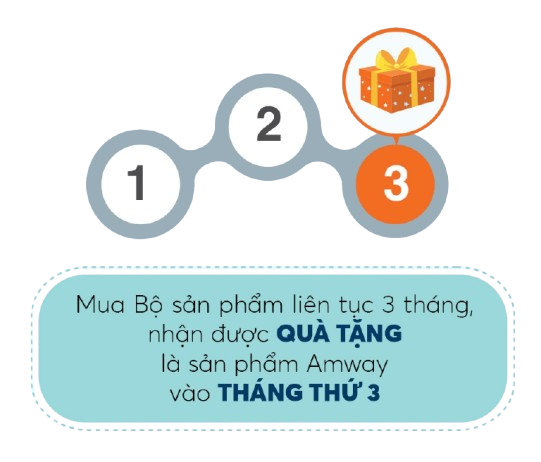 1
2
3
Mua Bộ sản phẩm liên tục 3 tháng,
nhận được QUÀ TẶNG
là sản phẩm Amway
vào THÁNG THỨ 3